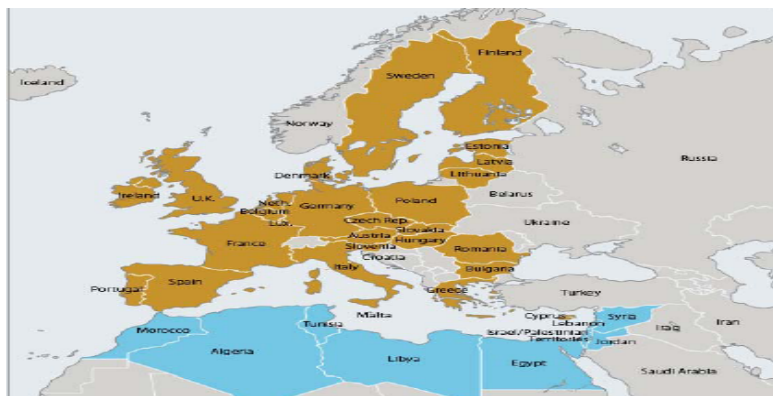 Iceland
Finland
Sweden
Norway
Russia
Estonia
Latvia
Lithuania
Denmark
Ireland
U.K.
Neth.
Belgium
Lux.
Germany
Poland
Belarus
Ukraine
Czech Rep.
Slovakia
Austria
Hungary
France
Slovenia
Croatia
Romania
Italy
Bulgaria
Portugal
Spain
Greece
Turkey
Malta
Cyprus
Lebanon
Syria
Israel/Palestinian
Territories
Jordan
Iraq
Iran
Morocco
Tunisia
Algeria
Libya
Egypt
Saudi Arabia